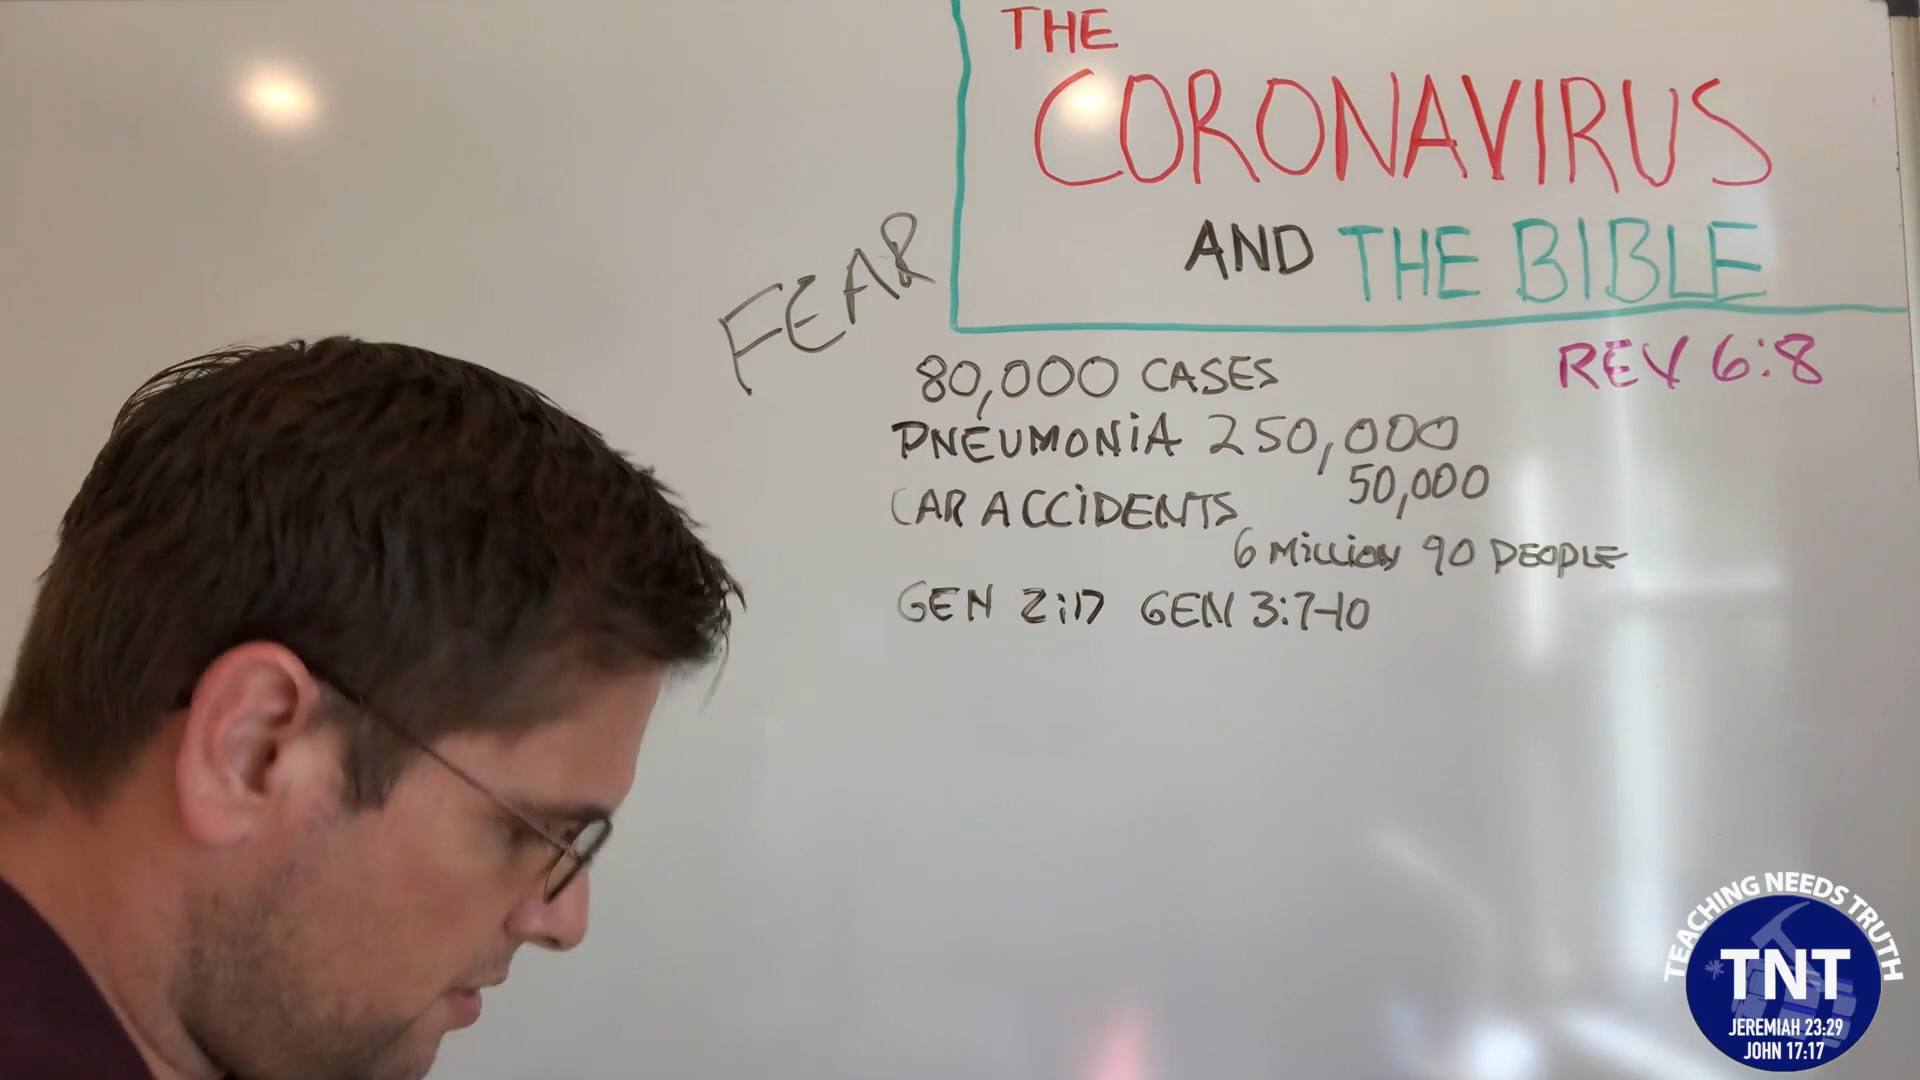 THE
CORONAVIRUS
AND THE BIBLE
FEAR
REV 6:8
80,000 CASES
PNEUMONIA 250,000
50,000
CAR ACCIDENTS
6 MILLION 90 PEOPLE
GEN 2:17 GEN 3:7-10
TEACHING NEEDS TRUTH
TNT
JEREMIAH 23:29
JOHN 17:17